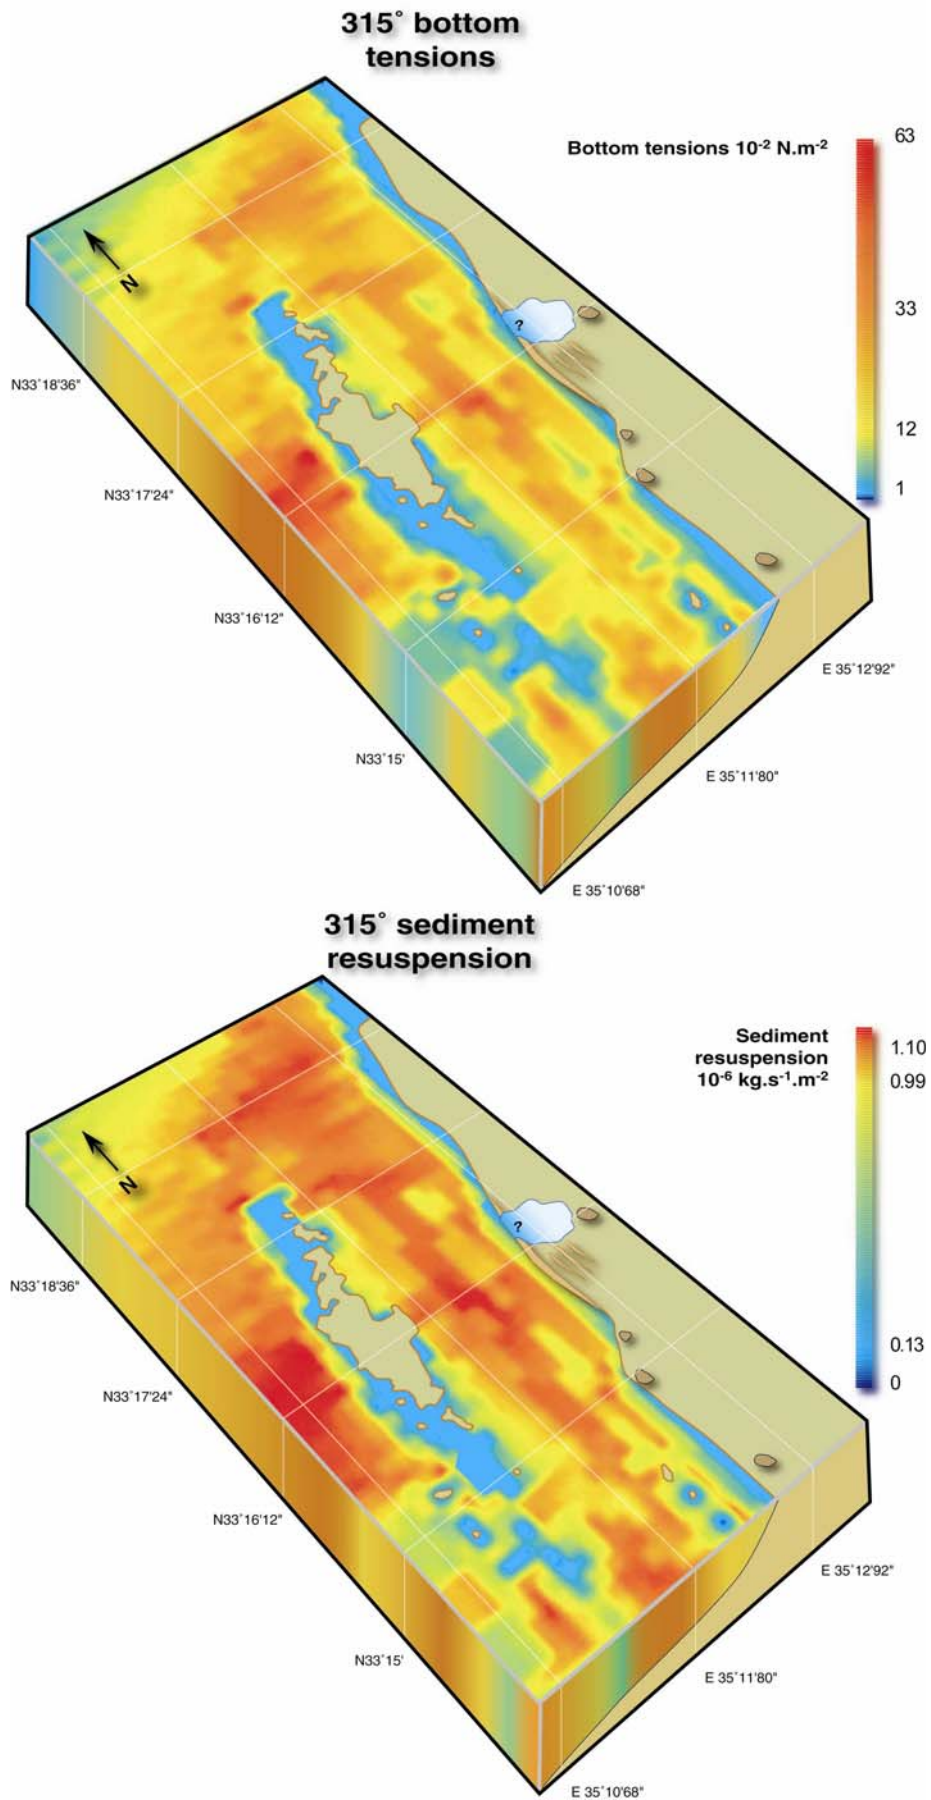 315° bottom
tensions
Bottom tensions 10⁻² N.m⁻²
63
33
12
1
N
?
N33°18'36"
N33°17'24"
N33°16'12"
N33°15'
E 35°12'92"
E 35°11'80"
E 35°10'68"
315° sediment
resuspension
Sediment
resuspension
10⁻⁶ kg.s⁻¹.m⁻²
1.10
0.99
0.13
0
N
?
N33°18'36"
N33°17'24"
N33°16'12"
N33°15'
E 35°12'92"
E 35°11'80"
E 35°10'68"